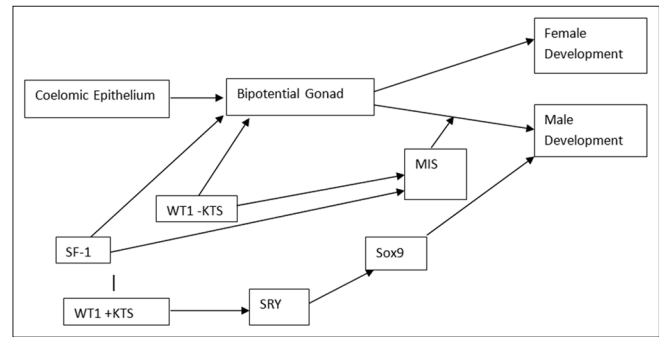 Female
Development
Coelomic Epithelium
Bipotential Gonad
Male
Development
MIS
WT1 -KTS
SF-1
Sox9
WT1 +KTS
SRY